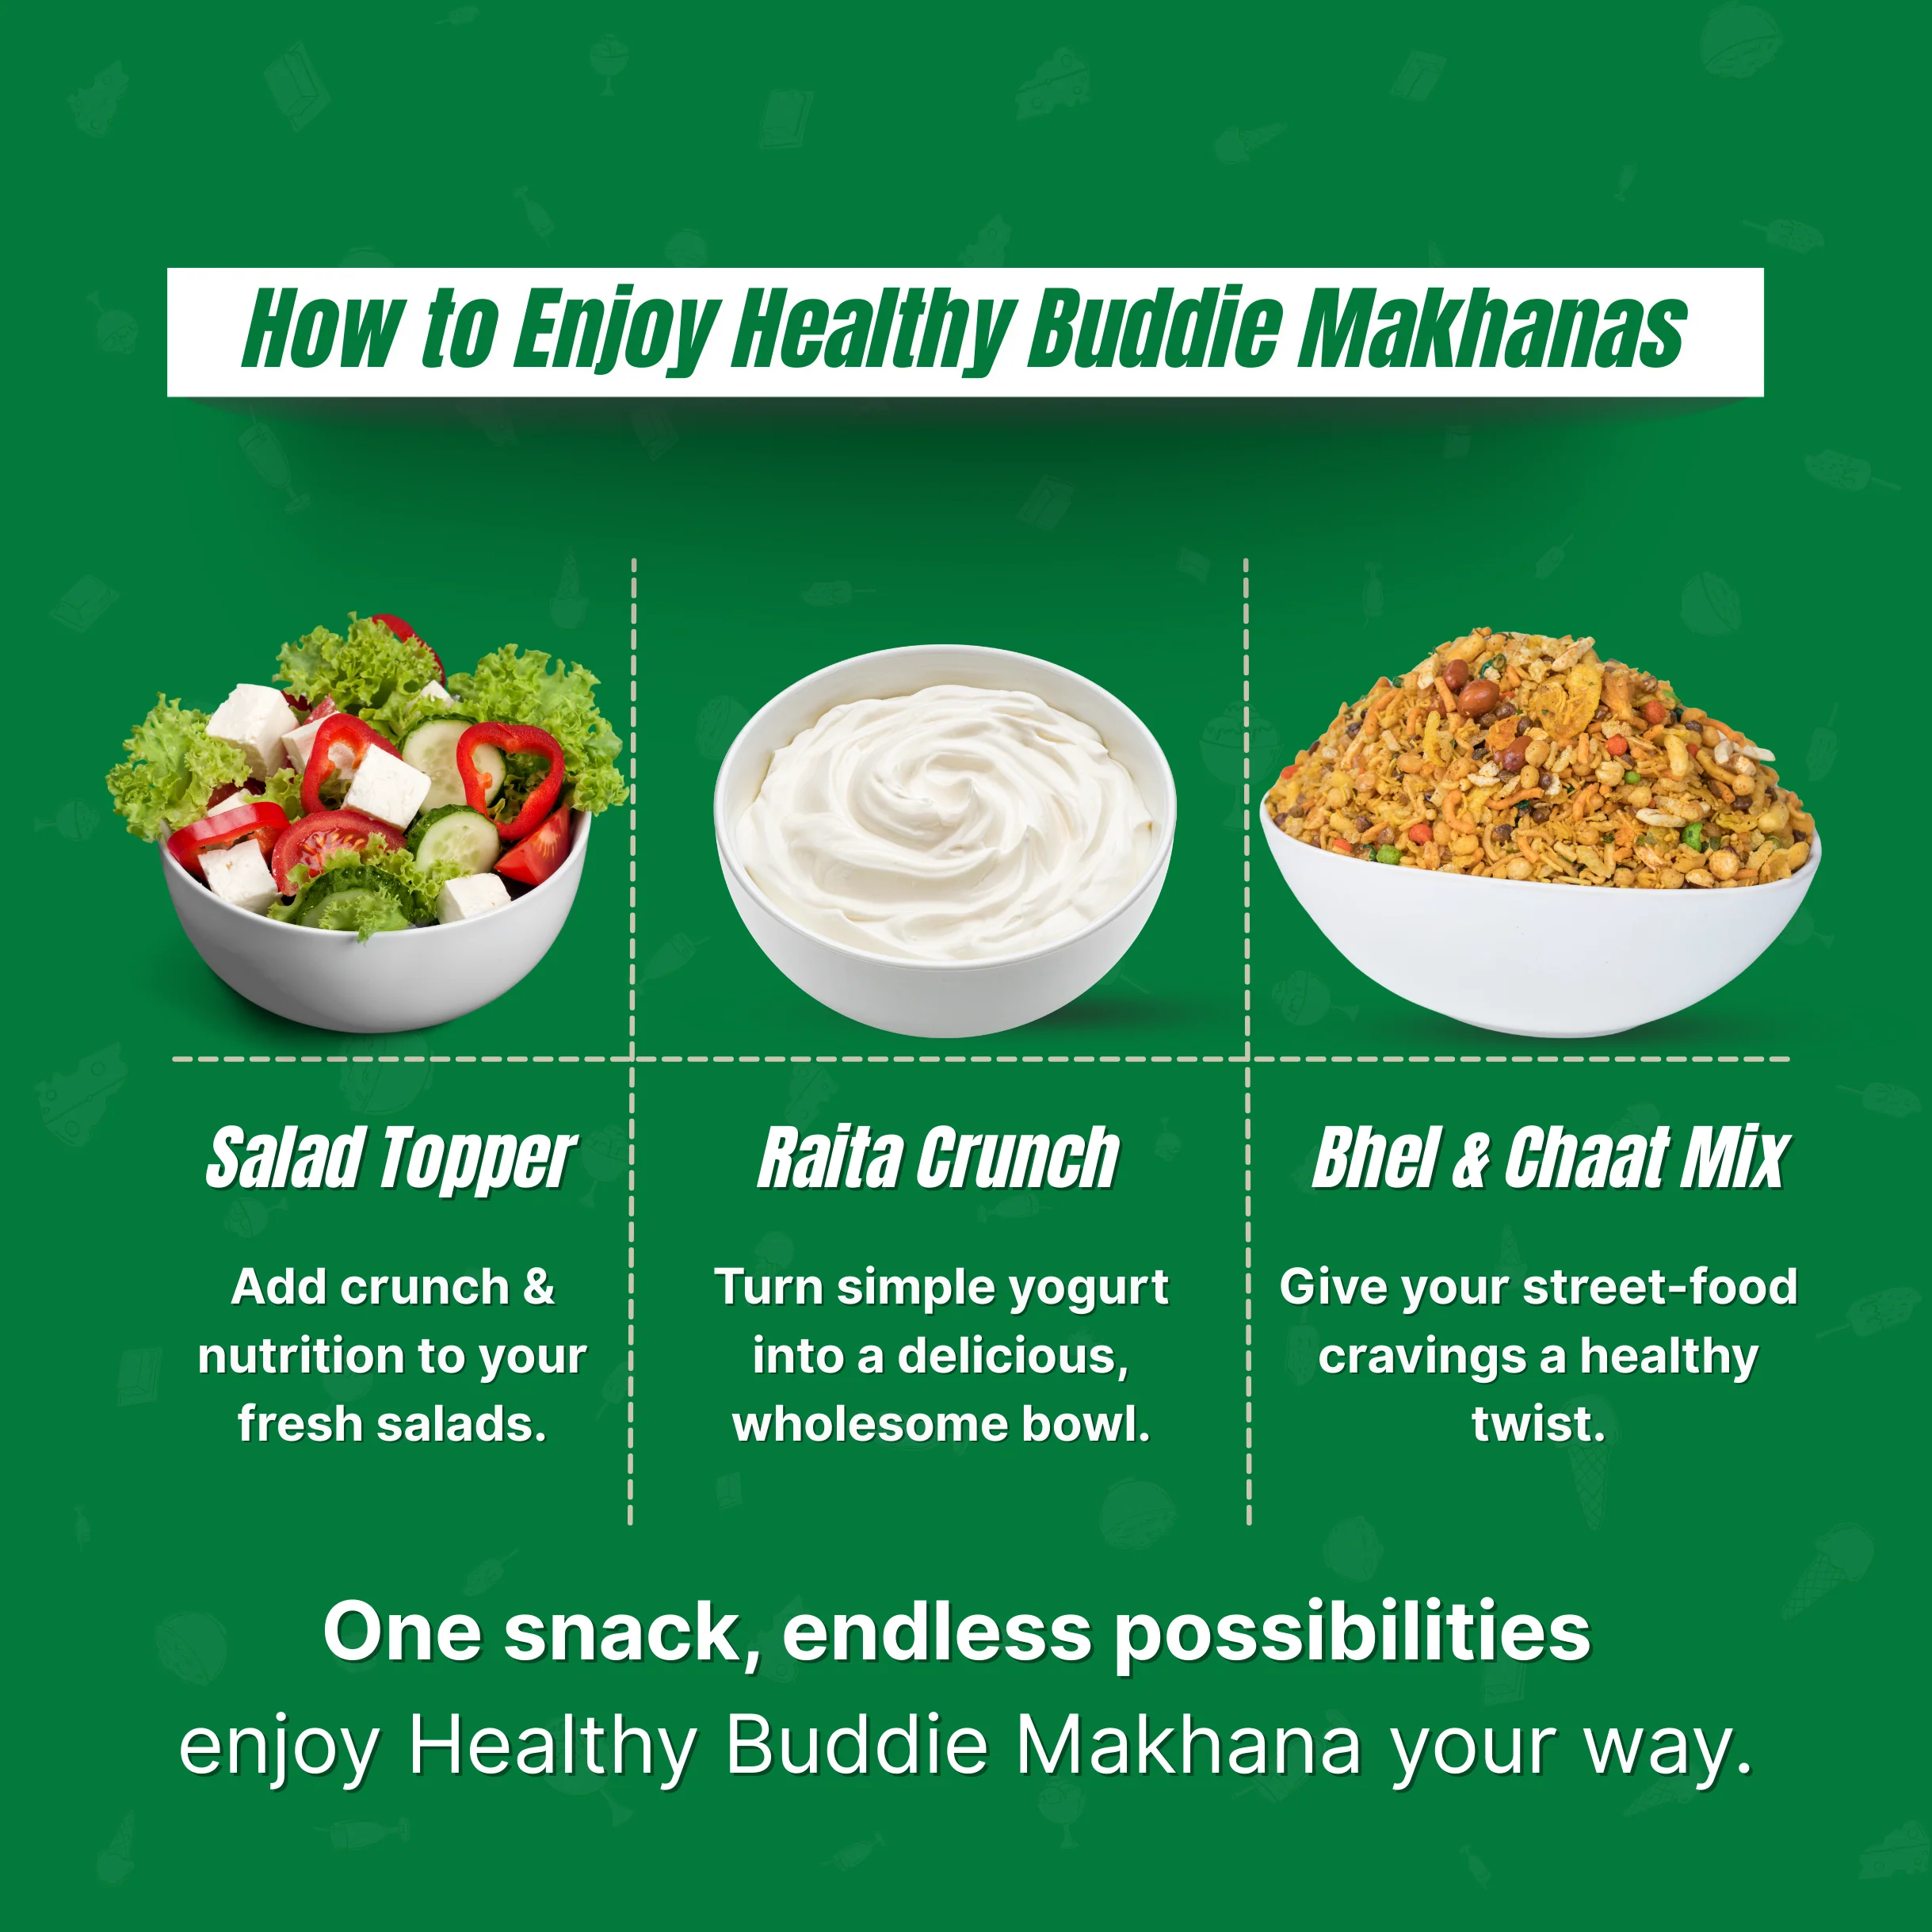 How to Enjoy Healthy Buddie Makhanas
Salad Topper
Add crunch &
nutrition to your
fresh salads.
Raita Crunch
Turn simple yogurt
into a delicious,
wholesome bowl.
Bhel & Chaat Mix
Give your street-food
cravings a healthy
twist.
One snack, endless possibilities
enjoy Healthy Buddie Makhana your way.